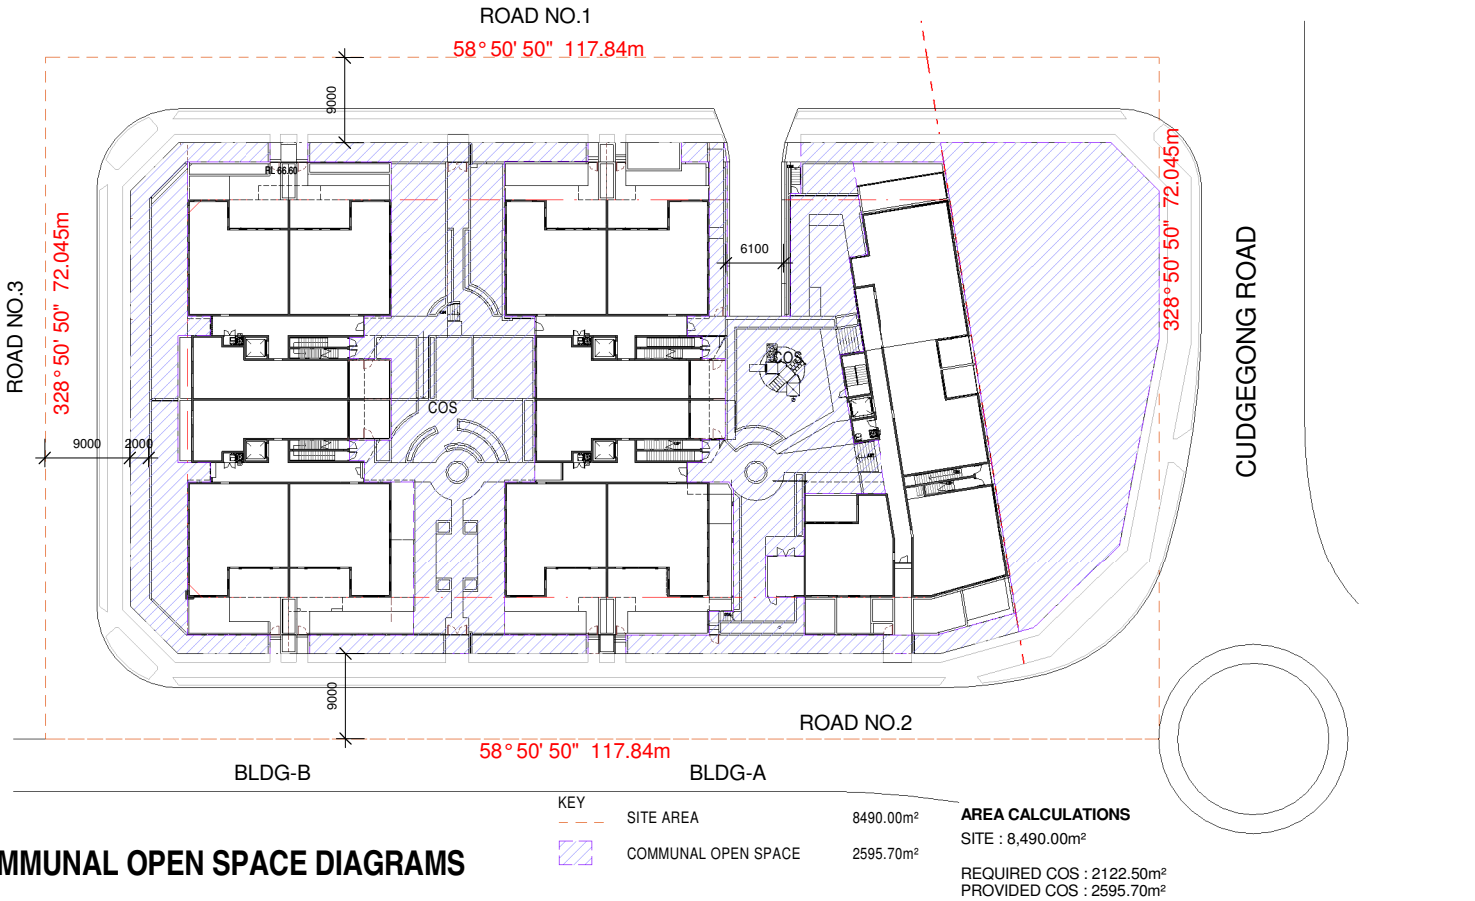 ROAD NO.1
58° 50' 50" 117.84m
9000
RL 66.60
ROAD NO.3
328° 50' 50" 72.045m
328° 50' 50" 72.045m
CUDGEGONG ROAD
6100
COS
COS
9000
2000
9000
ROAD NO.2
58° 50' 50" 117.84m
BLDG-B
BLDG-A
KEY
SITE AREA 8490.00m²
COMMUNAL OPEN SPACE 2595.70m²
AREA CALCULATIONS
SITE : 8,490.00m²
REQUIRED COS : 2122.50m²
PROVIDED COS : 2595.70m²
MMUNAL OPEN SPACE DIAGRAMS